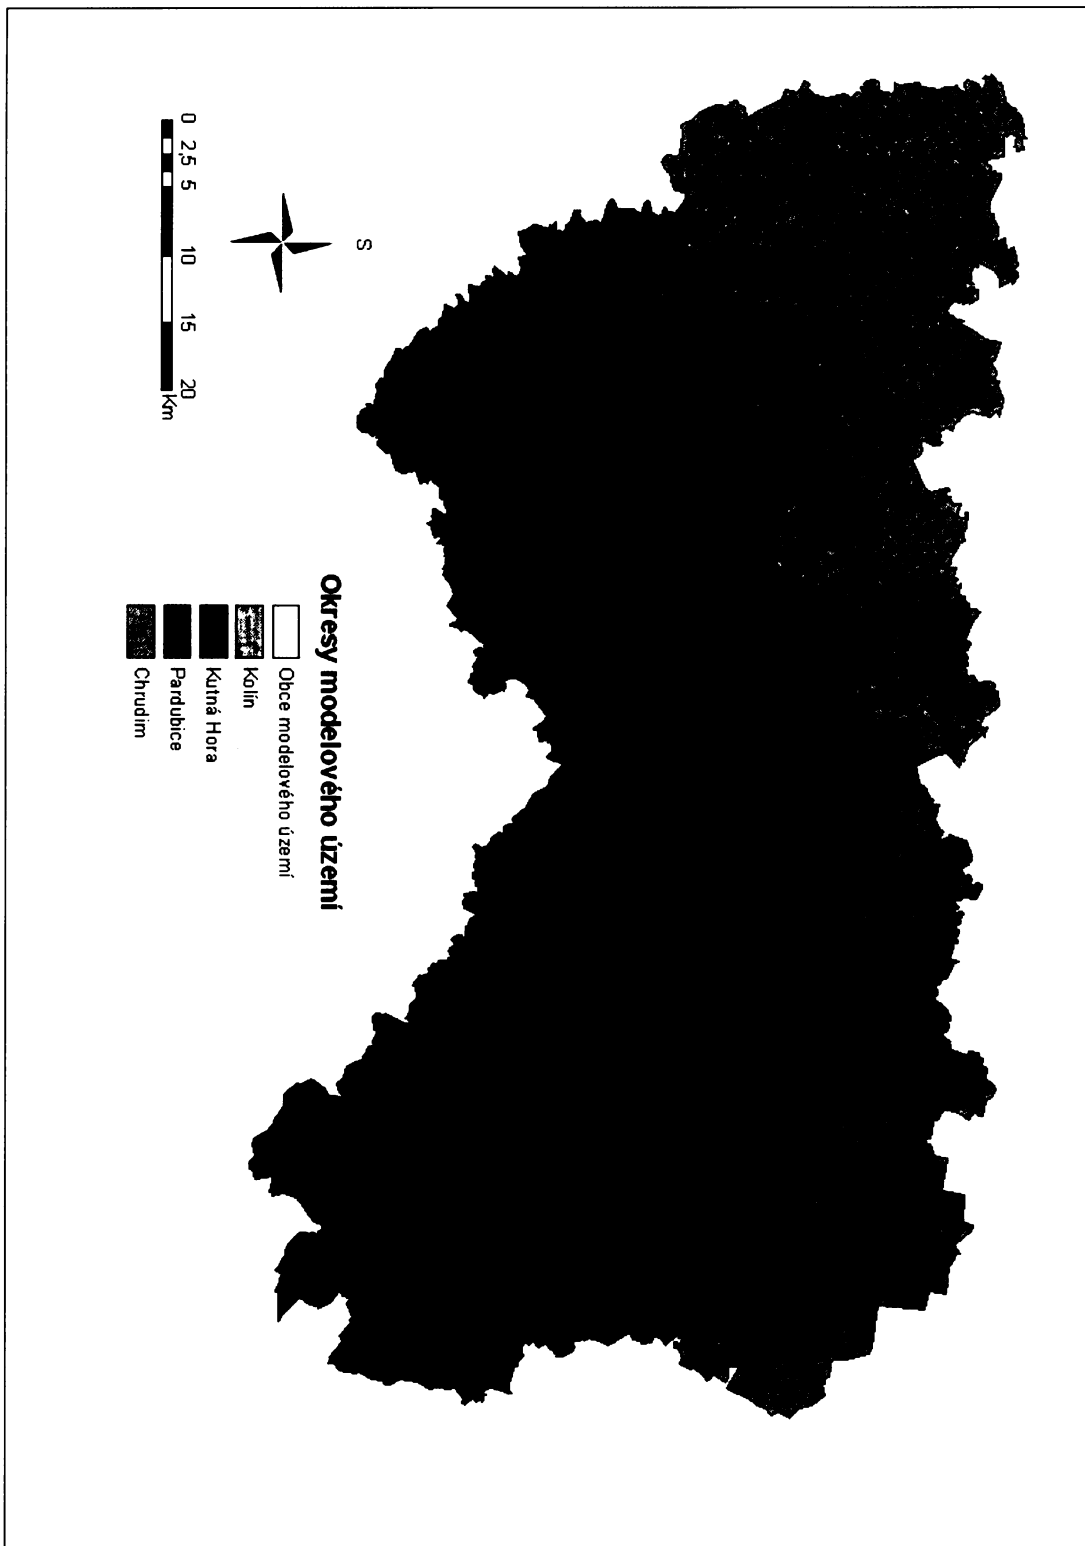 S
0 2,5 5 10 15 20
Km
Okresy modelového území
Obce modelového území
Kolín
Kutná Hora
Pardubice
Chrudim